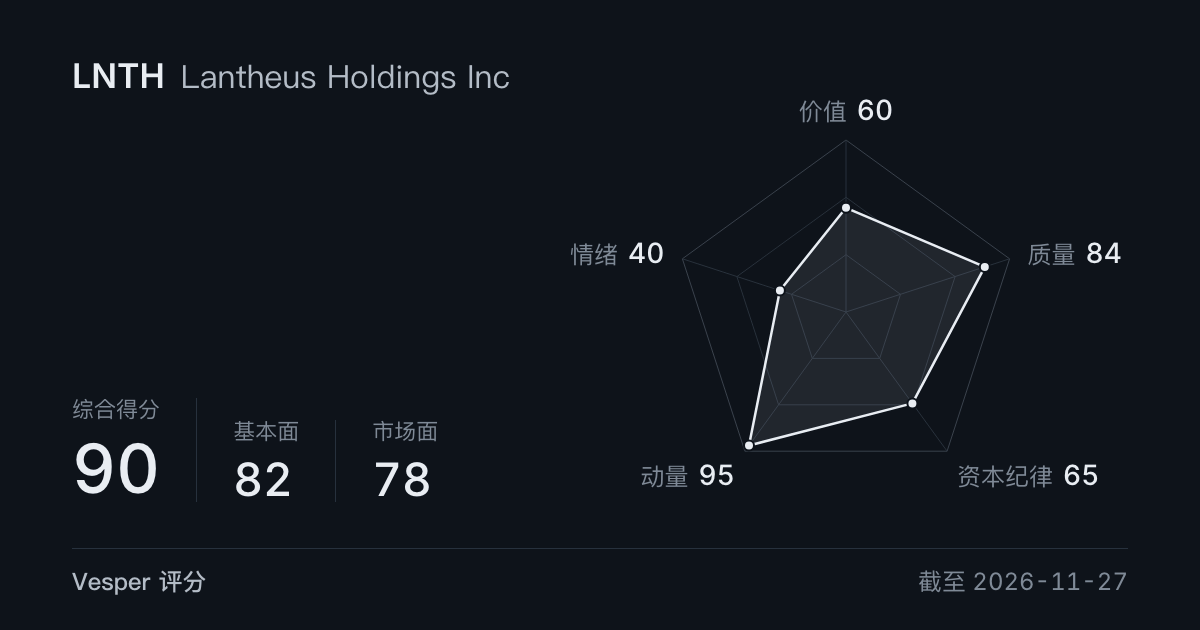 LNTH Lantheus Holdings Inc
价值 60
情绪 40
质量 84
动量 95
资本纪律 65
综合得分
90
基本面
82
市场面
78
Vesper 评分
截至 2026-11-27